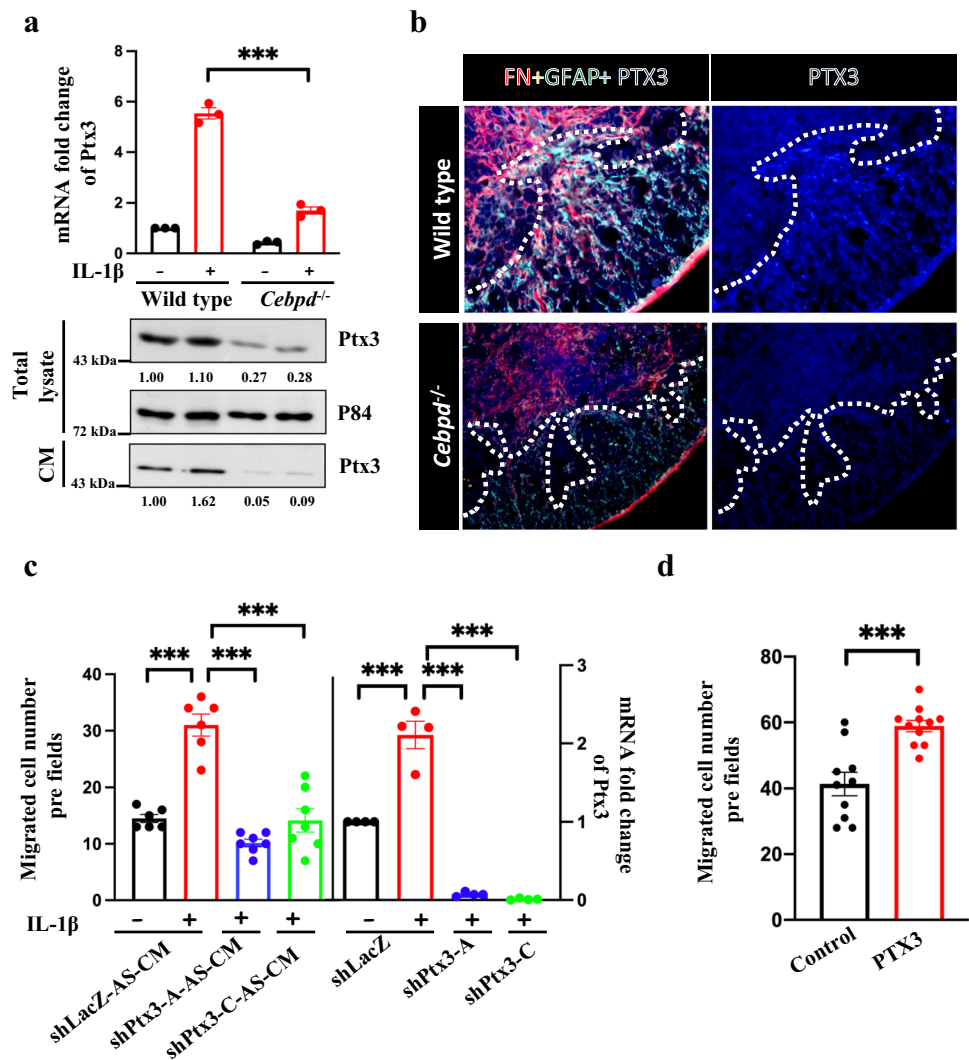 a
mRNA fold change
of Ptx3
8
6
4
2
0
***
IL-1β - + - +
Wild type Cebpd-/-
Total
lysate
Ptx3
43 kDa
1.00 1.10 0.27 0.28
P84
72 kDa
CM
Ptx3
43 kDa
1.00 1.62 0.05 0.09
b
FN+GFAP+ PTX3 PTX3
Wild type
Cebpd-/-
c
Migrated cell number
pre fields
40
30
20
10
0
***
*** ***
***
*** ***
3
2
1
0
mRNA fold change
of Ptx3
IL-1β - + + + - + + +
shLacZ-AS-CM
shPtx3-A-AS-CM
shPtx3-C-AS-CM
shLacZ
shPtx3-A
shPtx3-C
d
Migrated cell number
pre fields
80
60
40
20
0
***
Control
PTX3